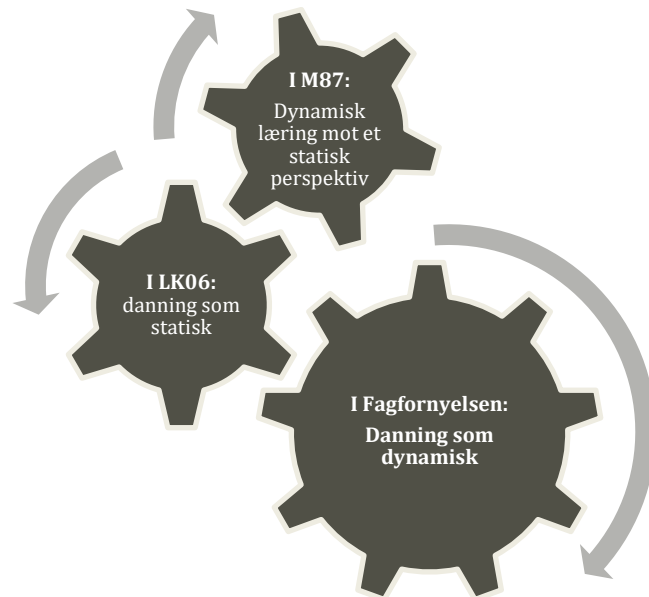 I M87:
Dynamisk
læring mot et
statisk
perspektiv
I LK06:
danning som
statisk
I Fagfornyelsen:
Danning som
dynamisk